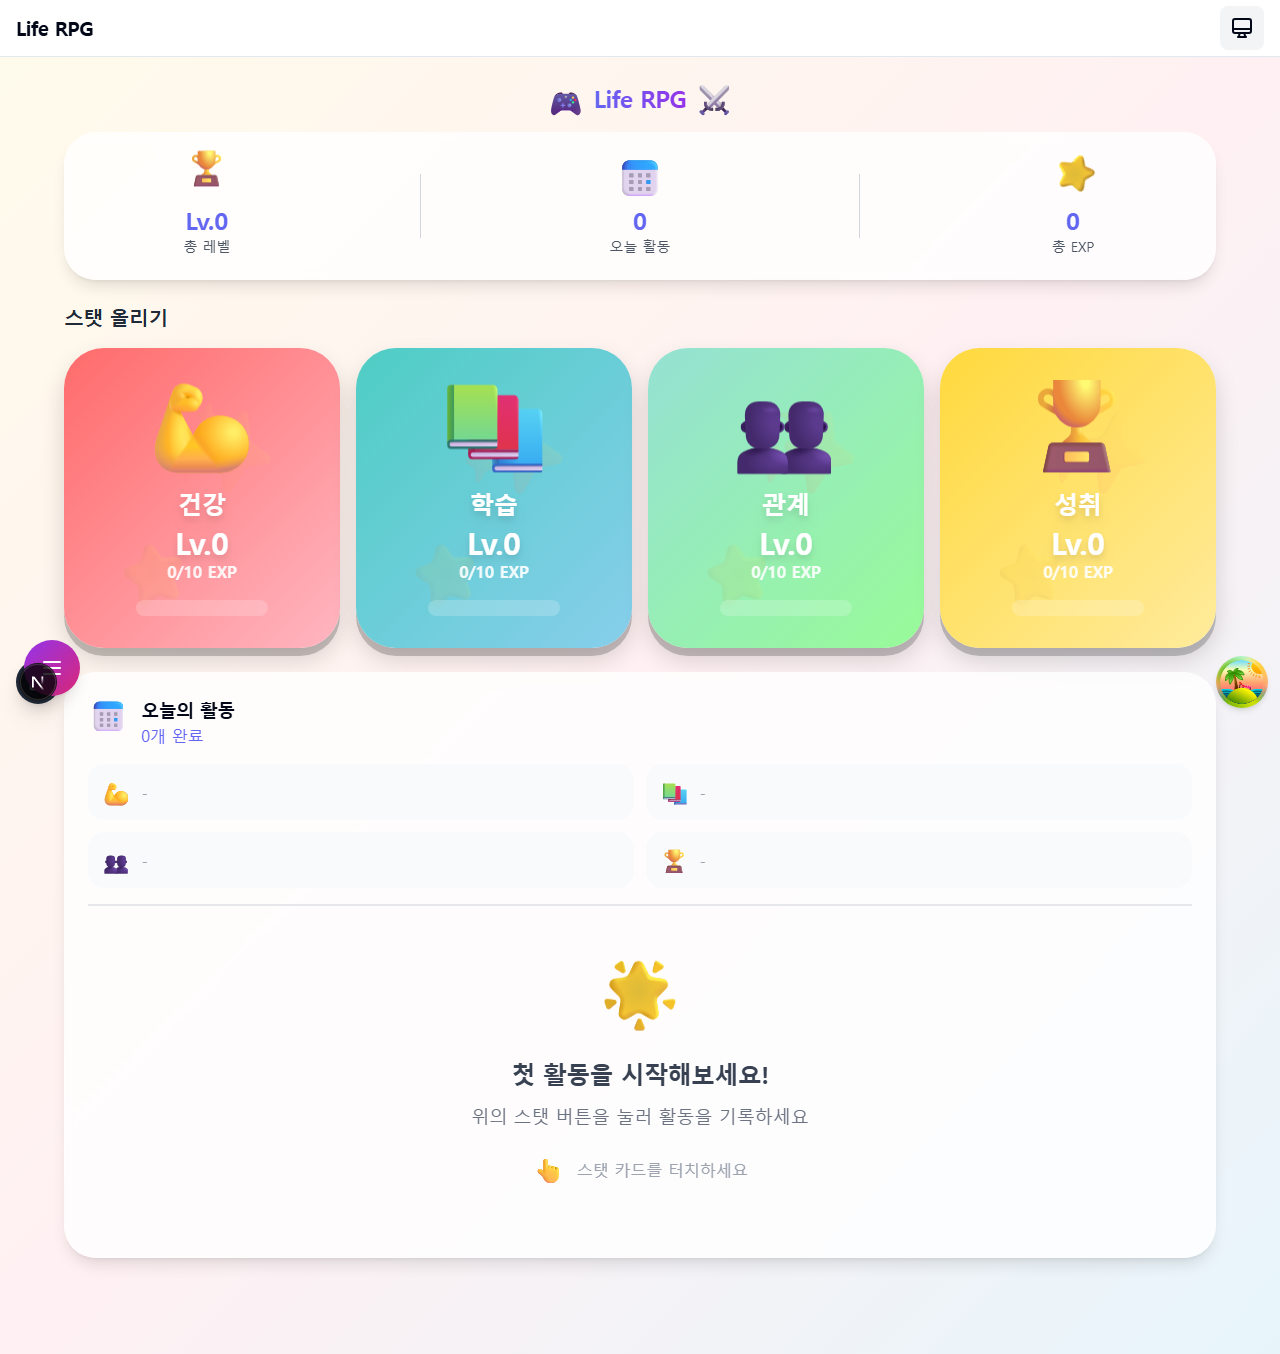 Life RPG
Life RPG
Lv.0
총 레벨
0
오늘 활동
0
총 EXP
스탯 올리기
건강
Lv.0
0/10 EXP
학습
Lv.0
0/10 EXP
관계
Lv.0
0/10 EXP
성취
Lv.0
0/10 EXP
N
오늘의 활동
0개 완료
-
-
-
-
첫 활동을 시작해보세요!
위의 스탯 버튼을 눌러 활동을 기록하세요
스탯 카드를 터치하세요